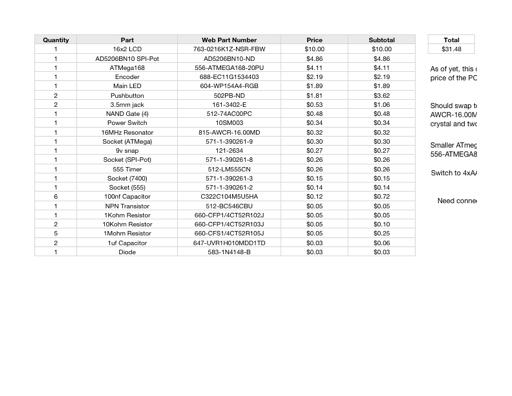 Quantity Part Web Part Number Price Subtotal Total
1 16x2 LCD 763-0216K1Z-NSR-FBW $10.00 $10.00 $31.48
1 AD5206BN10 SPI-Pot AD5206BN10-ND $4.86 $4.86
1 ATMega168 556-ATMEGA168-20PU $4.11 $4.11 As of yet, this
1 Encoder 688-EC11G1534403 $2.19 $2.19 price of the PC
1 Main LED 604-WP154A4-RGB $1.89 $1.89
2 Pushbutton 502PB-ND $1.81 $3.62
2 3.5mm jack 161-3402-E $0.53 $1.06 Should swap
1 NAND Gate (4) 512-74AC00PC $0.48 $0.48 AWCR-16.00M
1 Power Switch 10SM003 $0.34 $0.34 crystal and
1 16MHz Resonator 815-AWCR-16.00MD $0.32 $0.32
1 Socket (ATMega) 571-1-390261-9 $0.30 $0.30 Smaller ATmeg
1 9v snap 121-2634 $0.27 $0.27 556-ATMEGA8
1 Socket (SPI-Pot) 571-1-390261-8 $0.26 $0.26
1 555 Timer 512-LM555CN $0.26 $0.26 Switch to
1 Socket (7400) 571-1-390261-3 $0.15 $0.15
1 Socket (555) 571-1-390261-2 $0.14 $0.14
6 100nf Capacitor C322C104M5U5HA $0.12 $0.72 Need
1 NPN Transistor 512-BC546BU $0.05 $0.05
1 1Kohm Resistor 660-CFP1/4CT52R102J $0.05 $0.05
2 10Kohm Resistor 660-CFP1/4CT52R103J $0.05 $0.10
5 1Mohm Resistor 660-CFS1/4CT52R105J $0.05 $0.25
2 1uf Capacitor 647-UVR1H010MDD1TD $0.03 $0.06
1 Diode 583-1N4148-B $0.03 $0.03